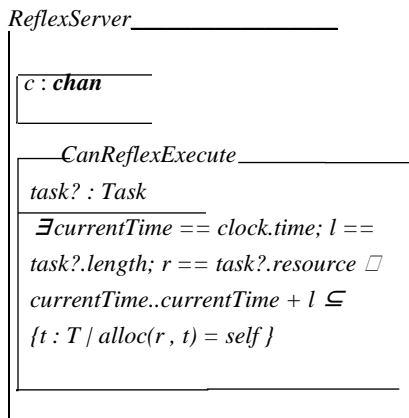 ReflexServer
c : chan
CanReflexExecute
task? : Task
∃currentTime == clock.time; l ==
task?.length; r == task?.resource □
currentTime..currentTime + l ⊆
{t : T / alloc(r , t) = self }